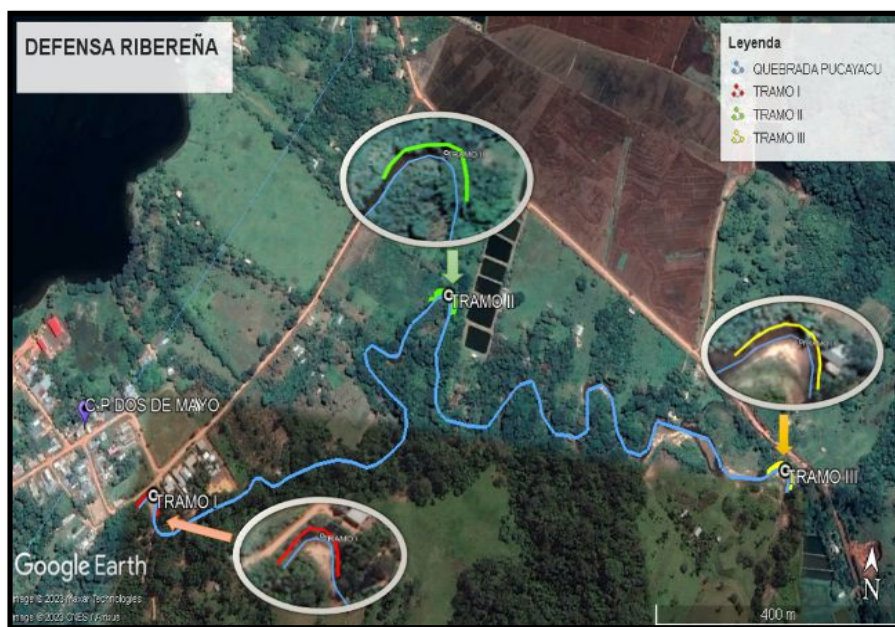 DEFENSA RIBEREÑA
Leyenda
QUEBRADA PUCAYACU
TRAMO I
TRAMO II
TRAMO III
TRAMO II
C.P DOS DE MAYO
TRAMO III
TRAMO I
TRAMO I
Google Earth
Image © 2023 Maxar Technologies
Image © 2023 CNES / Airbus
400 m
N